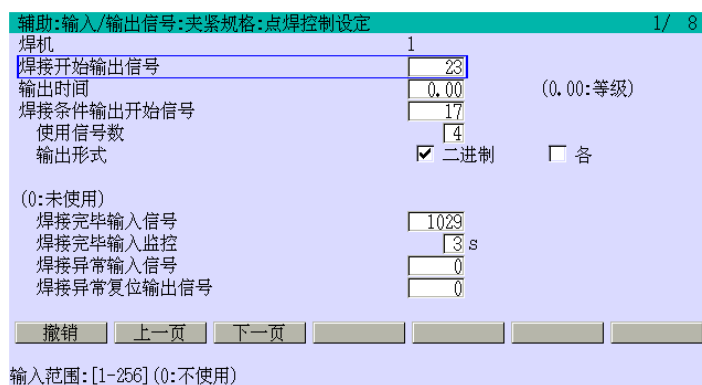 辅助:输入/输出信号:夹紧规格:点焊控制设定 1/ 8
焊机 1
焊接开始输出信号 23
输出时间 0.00 (0.00:等级)
焊接条件输出开始信号 17
使用信号数 4
输出形式 二进制 各
(0:未使用)
焊接完毕输入信号 1029
焊接完毕输入监控 3 s
焊接异常输入信号 0
焊接异常复位输出信号 0
撤销 上一页 下一页
输入范围:[1-256](0:不使用)